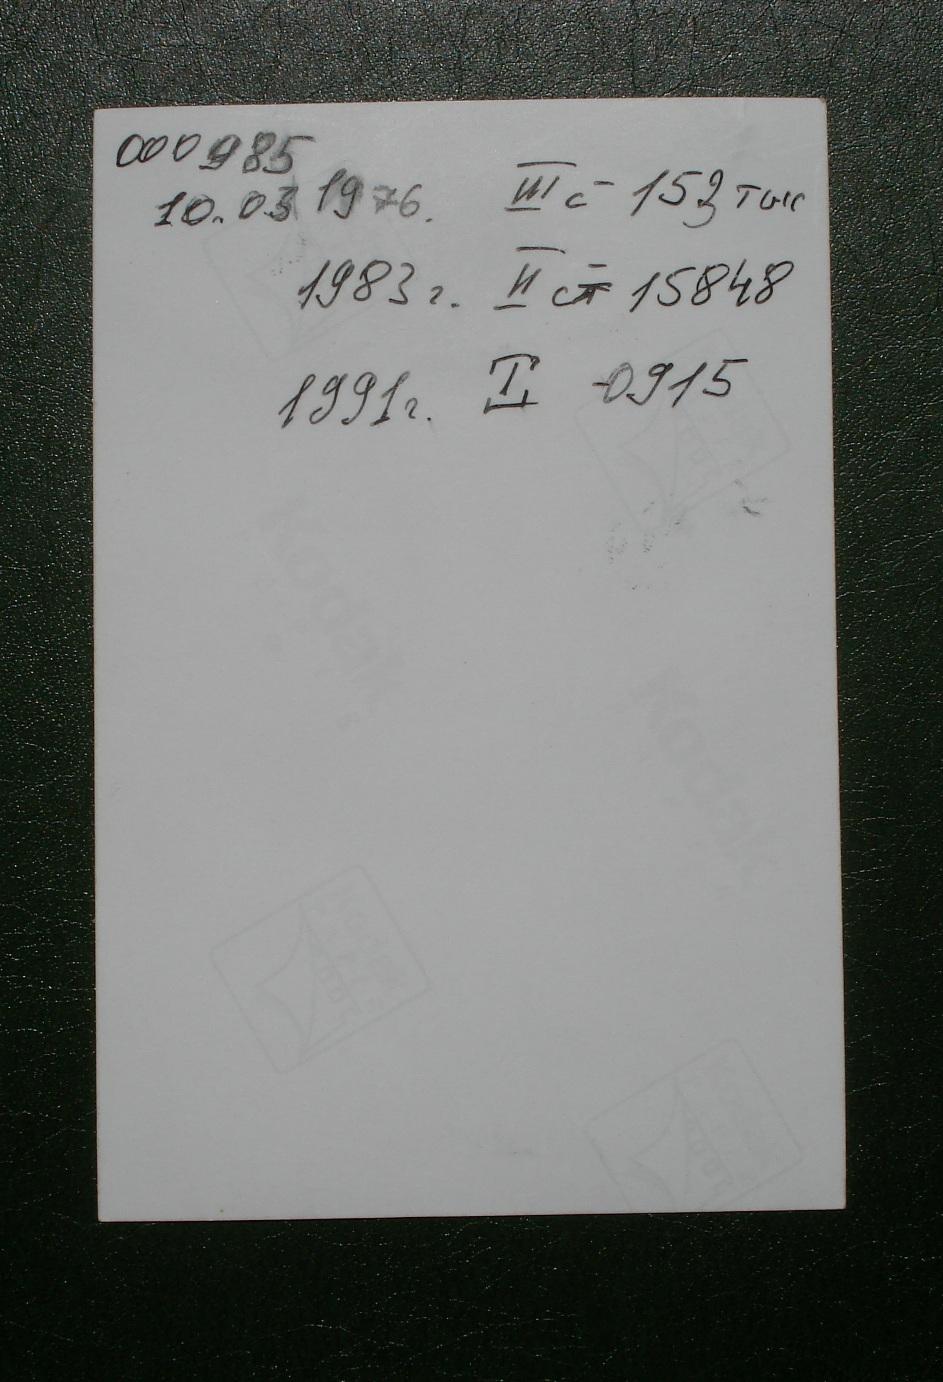 000985
10.03 1976. III с 152 тыс
1983 г. II ст 15848
1991 г. I -0915